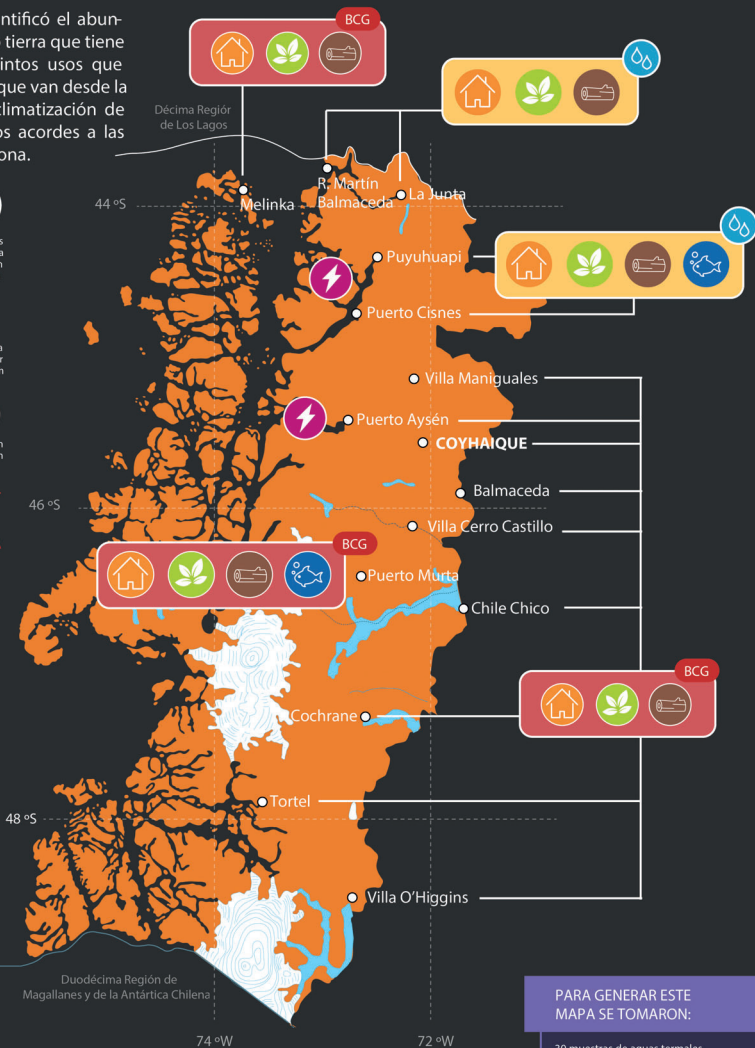 ntificó el abun-
tierra que tiene
intos usos que
que van desde la
climatización de
os acordes a las
ona.
BCG
Décima Región
de Los Lagos
44 ºS
Melinka
R. Martín
Balmaceda
La Junta
Puyuhuapi
Puerto Cisnes
Villa Maniguales
Puerto Aysén
COYHAIQUE
46 ºS
Balmaceda
Villa Cerro Castillo
BCG
Puerto Murta
Chile Chico
BCG
Cochrane
Tortel
48 ºS
Villa O'Higgins
Duodécima Región de
Magallanes y de la Antártica Chilena
PARA GENERAR ESTE
MAPA SE TOMARON:
muestras de aguas termales
74 ºW
72 ºW